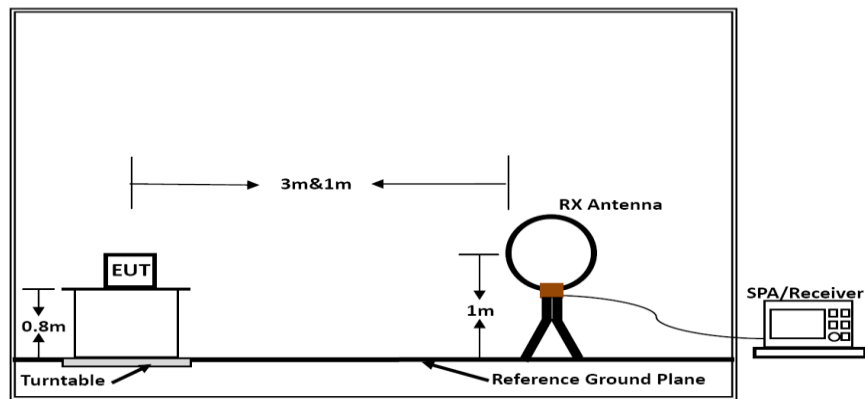 3m&1m
RX Antenna
EUT
SPA/Receiver
0.8m
1m
Turntable
Reference Ground Plane